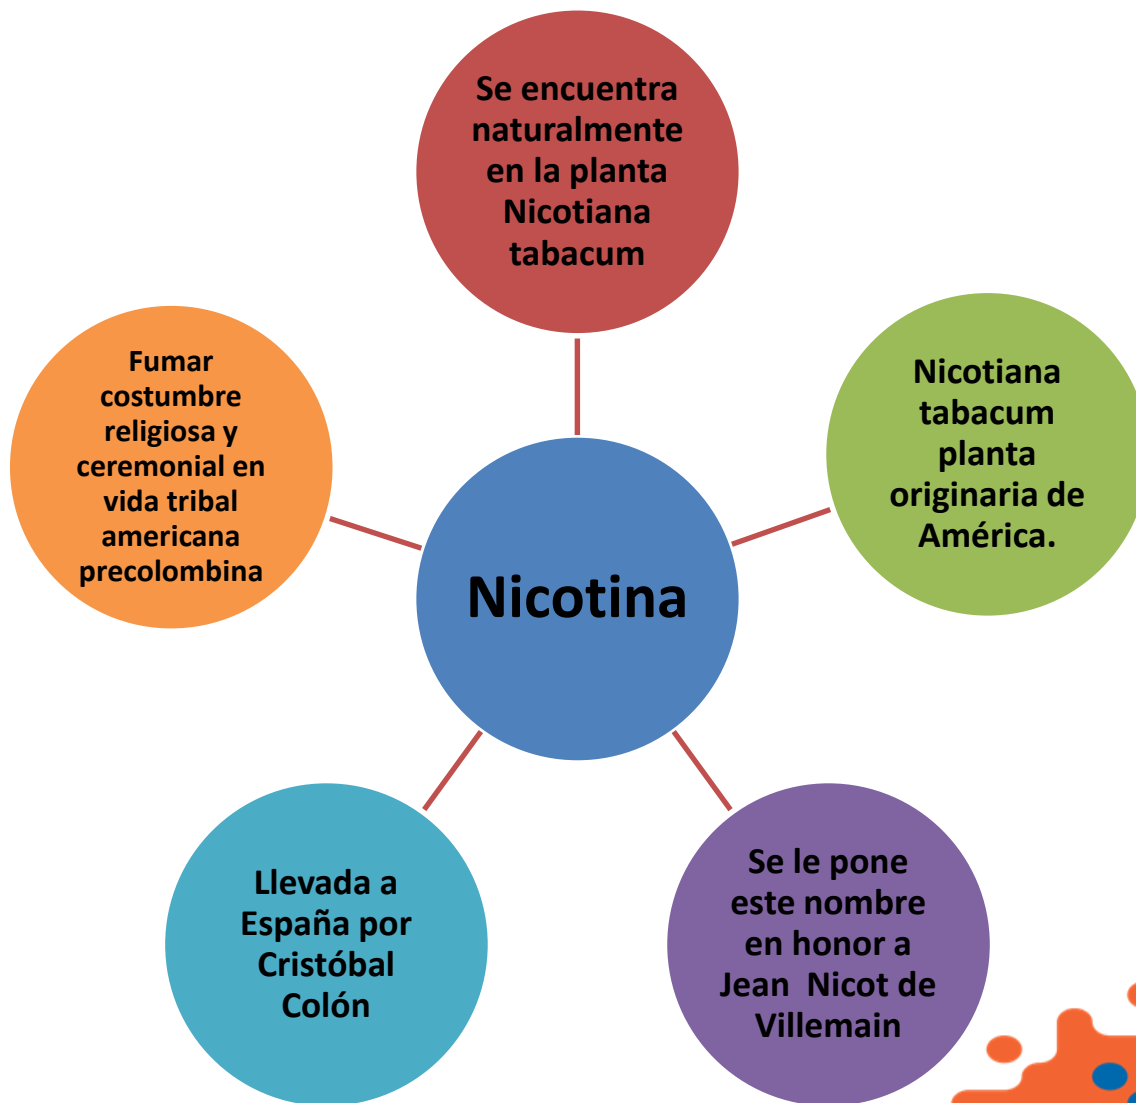 Se encuentra
naturalmente
en la planta
Nicotiana
tabacum
Nicotiana
tabacum
planta
originaria de
América.
Se le pone
este nombre
en honor a
Jean  Nicot de
Villemain
Llevada a
España por
Cristóbal
Colón
Fumar
costumbre
religiosa y
ceremonial en
vida tribal
americana
precolombina
Nicotina